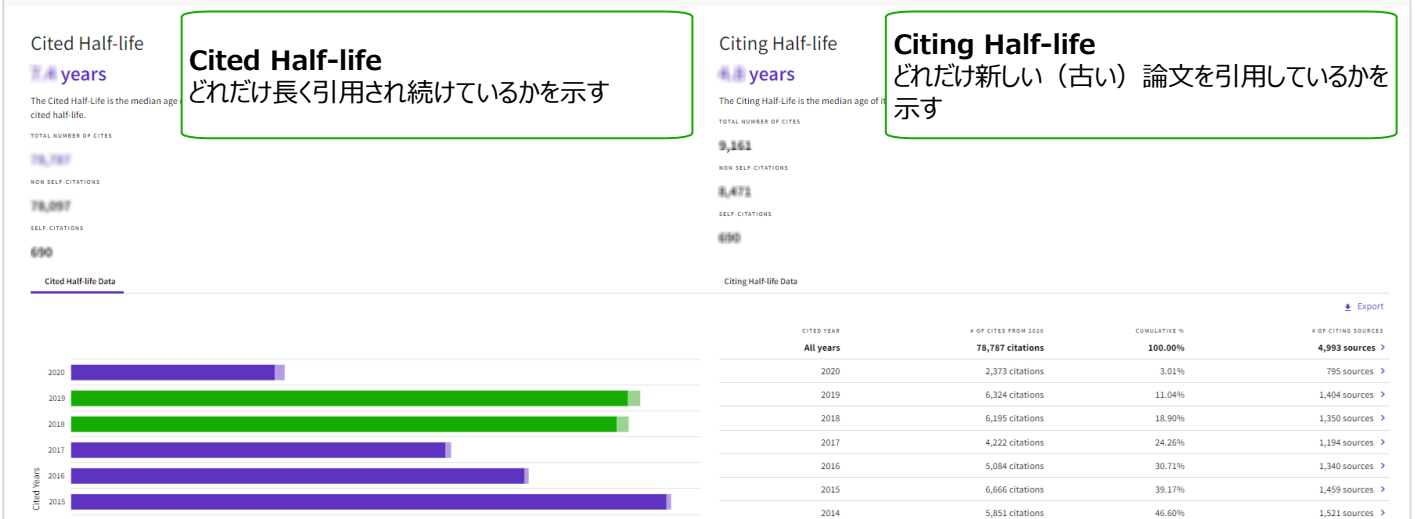 Cited Half-life
years
The Cited Half-Life is the median age
cited half-life.
TOTAL NUMBER OF CITES
78,787
NON SELF-CITATIONS
78,097
SELF-CITATIONS
690
Cited Half-life
どれだけ長く引用され続けているかを示す
Citing Half-life
years
The Citing Half-Life is the median age of it
TOTAL NUMBER OF CITES
9,161
NON SELF-CITATIONS
8,471
SELF-CITATIONS
690
Citing Half-life
どれだけ新しい（古い）論文を引用しているかを
示す
Cited Half-life Data
Citing Half-life Data
Export
Cited Years
2020
2019
2018
2017
2016
2015
CITED YEAR # OF CITES FROM 2020 CUMULATIVE % # OF CITING SOURCES
All years 78,787 citations 100.00% 4,993 sources >
2020 2,373 citations 3.01% 795 sources >
2019 6,324 citations 11.04% 1,404 sources >
2018 6,195 citations 18.90% 1,350 sources >
2017 4,222 citations 24.26% 1,194 sources >
2016 5,084 citations 30.71% 1,340 sources >
2015 6,666 citations 39.17% 1,459 sources >
2014 5,851 citations 46.60% 1,521 sources >